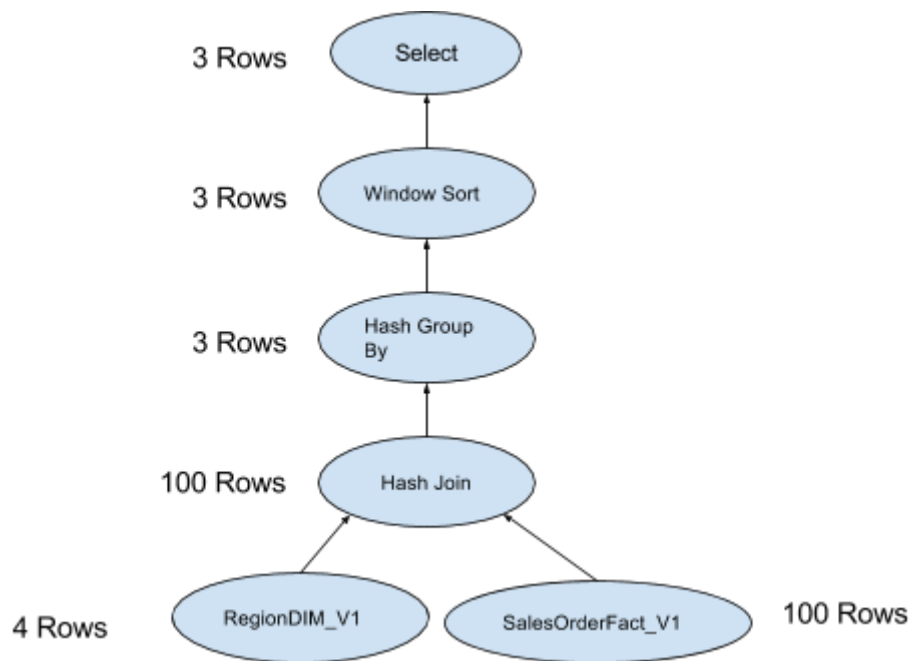 3 Rows
Select
3 Rows
Window Sort
3 Rows
Hash Group
By
100 Rows
Hash Join
4 Rows
RegionDIM_V1
SalesOrderFact_V1
100 Rows